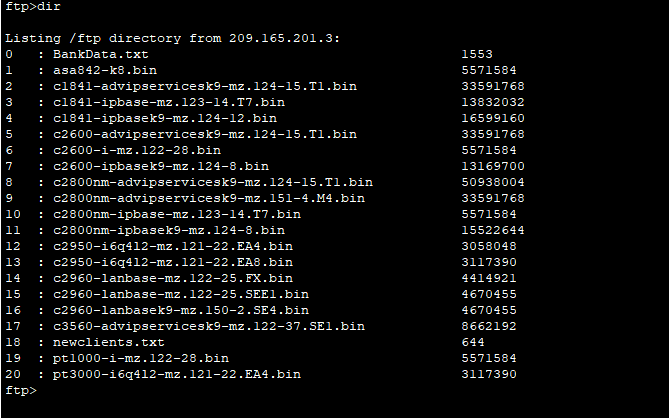 ftp>dir
Listing /ftp directory from 209.165.201.3:
0 : BankData.txt 1553
1 : asa842-k8.bin 5571584
2 : c1841-advipservicesk9-mz.124-15.T1.bin 33591768
3 : c1841-ipbase-mz.123-14.T7.bin 13832032
4 : c1841-ipbasek9-mz.124-12.bin 16599160
5 : c2600-advipservicesk9-mz.124-15.T1.bin 33591768
6 : c2600-i-mz.122-28.bin 5571584
7 : c2600-ipbasek9-mz.124-8.bin 13169700
8 : c2800nm-advipservicesk9-mz.124-15.T1.bin 50938004
9 : c2800nm-advipservicesk9-mz.151-4.M4.bin 33591768
10 : c2800nm-ipbase-mz.123-14.T7.bin 5571584
11 : c2800nm-ipbasek9-mz.124-8.bin 15522644
12 : c2950-i6q4l2-mz.121-22.EA4.bin 3058048
13 : c2950-i6q4l2-mz.121-22.EA8.bin 3117390
14 : c2960-lanbase-mz.122-25.FX.bin 4414921
15 : c2960-lanbase-mz.122-25.SEE1.bin 4670455
16 : c2960-lanbasek9-mz.150-2.SE4.bin 4670455
17 : c3560-advipservicesk9-mz.122-37.SE1.bin 8662192
18 : newclients.txt 644
19 : pt1000-i-mz.122-28.bin 5571584
20 : pt3000-i6q4l2-mz.121-22.EA4.bin 3117390
ftp>